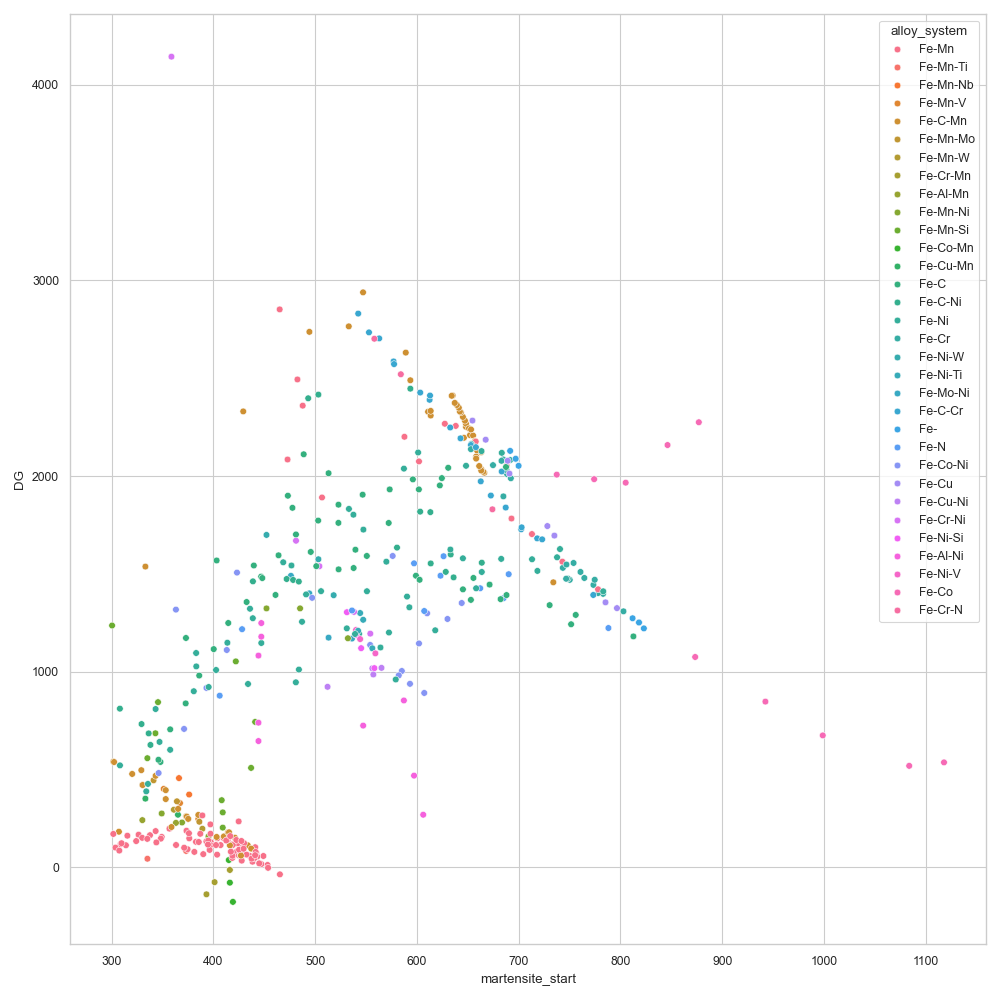 alloy_system
Fe-Mn
Fe-Mn-Ti
Fe-Mn-Nb
Fe-Mn-V
Fe-C-Mn
Fe-Mn-Mo
Fe-Mn-W
Fe-Cr-Mn
Fe-Al-Mn
Fe-Mn-Ni
Fe-Mn-Si
Fe-Co-Mn
Fe-Cu-Mn
Fe-C
Fe-C-Ni
Fe-Ni
Fe-Cr
Fe-Ni-W
Fe-Ni-Ti
Fe-Mo-Ni
Fe-C-Cr
Fe-
Fe-N
Fe-Co-Ni
Fe-Cu
Fe-Cu-Ni
Fe-Cr-Ni
Fe-Ni-Si
Fe-Al-Ni
Fe-Ni-V
Fe-Co
Fe-Cr-N
4000
3000
2000
1000
0
DG
300 400 500 600 700 800 900 1000 1100
martensite_start